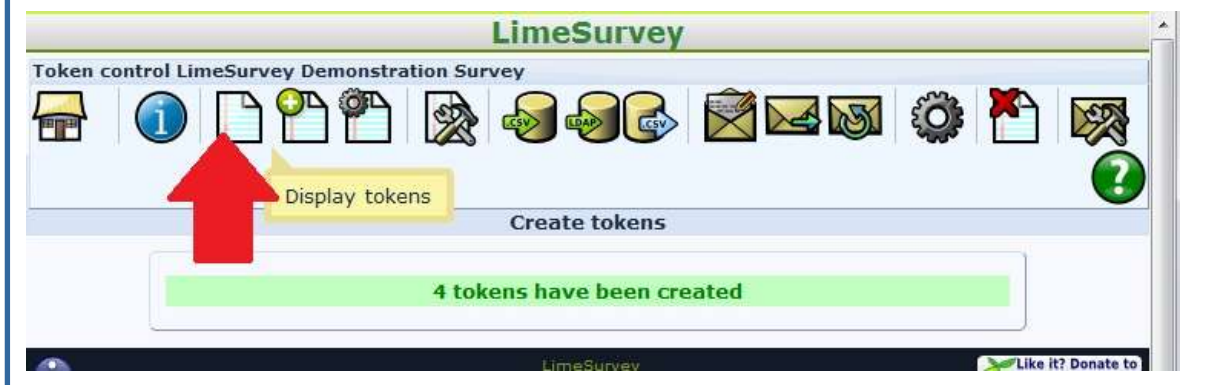 LimeSurvey
Token control LimeSurvey Demonstration Survey
.CSV LDAP .CSV
Display tokens
?
Create tokens
4 tokens have been created
LimeSurvey
Like it? Donate to